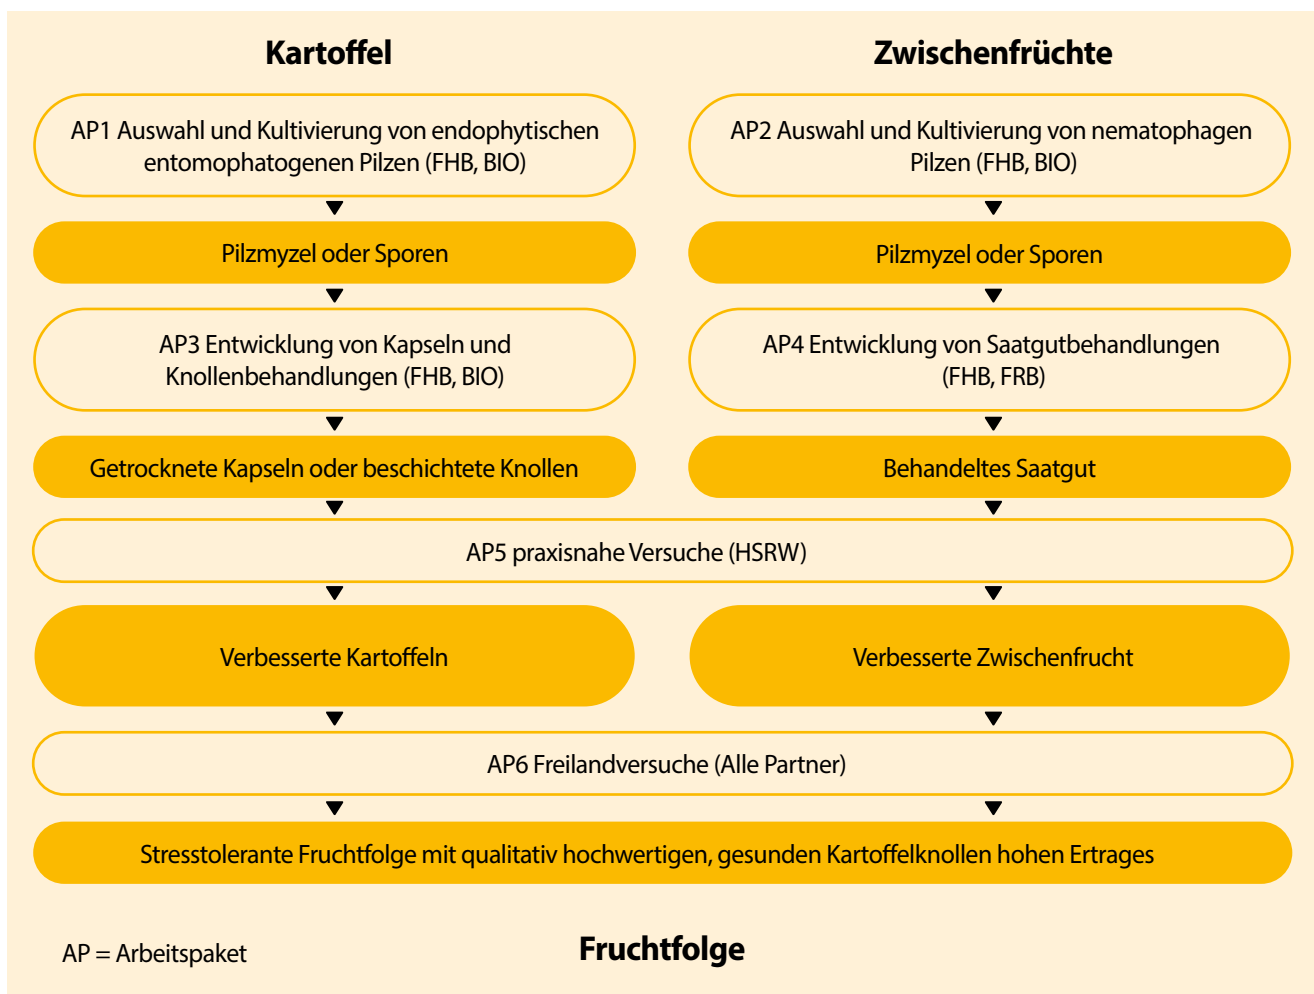 Kartoffel
Zwischenfrüchte
AP1 Auswahl und Kultivierung von endophytischen
entomophatogenen Pilzen (FHB, BIO)
AP2 Auswahl und Kultivierung von nematophagen
Pilzen (FHB, BIO)
Pilzmyzel oder Sporen
Pilzmyzel oder Sporen
AP3 Entwicklung von Kapseln und
Knollenbehandlungen (FHB, BIO)
AP4 Entwicklung von Saatgutbehandlungen
(FHB, FRB)
Getrocknete Kapseln oder beschichtete Knollen
Behandeltes Saatgut
AP5 praxisnahe Versuche (HSRW)
Verbesserte Kartoffeln
Verbesserte Zwischenfrucht
AP6 Freilandversuche (Alle Partner)
Stresstolerante Fruchtfolge mit qualitativ hochwertigen, gesunden Kartoffelknollen hohen Ertrages
AP = Arbeitspaket
Fruchtfolge